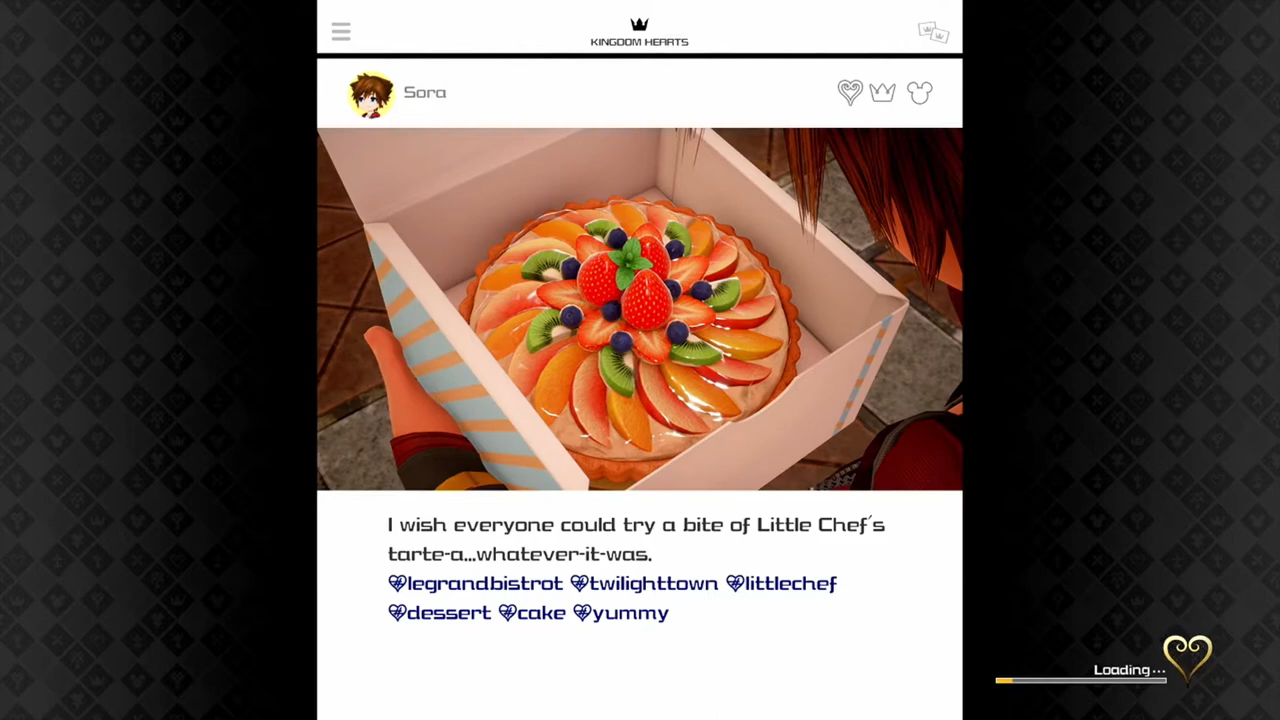 KINGDOM HEARTS
Sora
I wish everyone could try a bite of Little Chef's
tarte-a...whatever-it-was.
#legrandbistrot #twilighttown #littlechef
#dessert #cake #yummy
Loading...